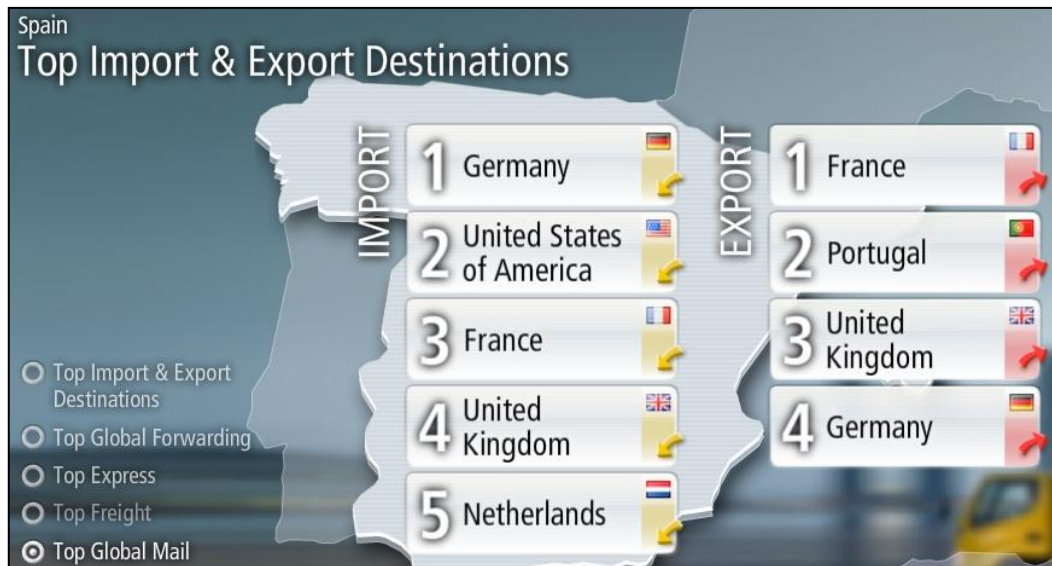 Spain
Top Import & Export Destinations
IMPORT
1 Germany
2 United States
of America
3 France
4 United
Kingdom
5 Netherlands
EXPORT
1 France
2 Portugal
3 United
Kingdom
4 Germany
Top Import & Export
Destinations
Top Global Forwarding
Top Express
Top Freight
Top Global Mail